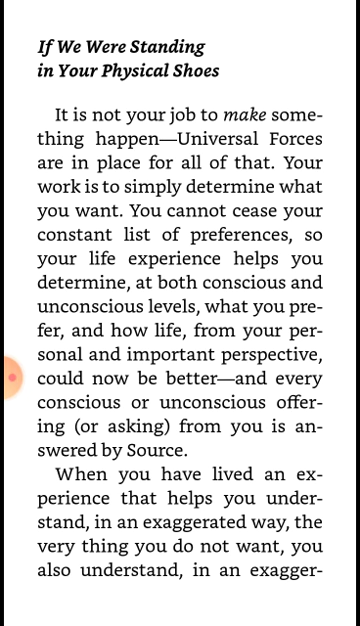 If We Were Standing
in Your Physical Shoes
It is not your job to make some-
thing happen—Universal Forces
are in place for all of that. Your
work is to simply determine what
you want. You cannot cease your
constant list of preferences, so
your life experience helps you
determine, at both conscious and
unconscious levels, what you pre-
fer, and how life, from your per-
sonal and important perspective,
could now be better—and every
conscious or unconscious offer-
ing (or asking) from you is an-
swered by Source.
When you have lived an ex-
perience that helps you under-
stand, in an exaggerated way, the
very thing you do not want, you
also understand, in an exagger-